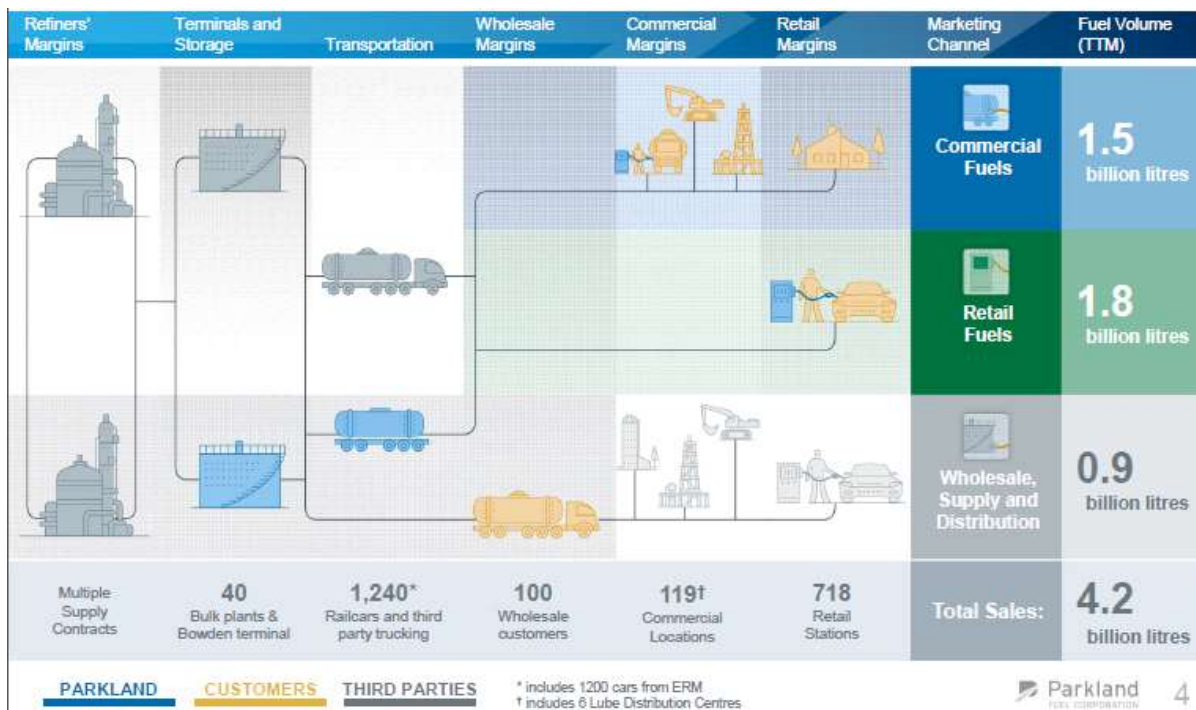 Refiners'
Margins
Terminals and
Storage
Transportation
Wholesale
Margins
Commercial
Margins
Retail
Margins
Marketing
Channel
Fuel Volume
(TTM)
Commercial
Fuels
1.5
billion litres
Retail
Fuels
1.8
billion litres
Wholesale,
Supply and
Distribution
0.9
billion litres
Multiple
Supply
Contracts
40
Bulk plants &
Bowden terminal
1,240*
Railcars and third
party trucking
100
Wholesale
customers
119†
Commercial
Locations
718
Retail
Stations
Total Sales:
4.2
billion litres
PARKLAND
CUSTOMERS
THIRD PARTIES
* includes 1200 cars from ERM
† includes 6 Lube Distribution Centres
Parkland
FUEL CORPORATION
4